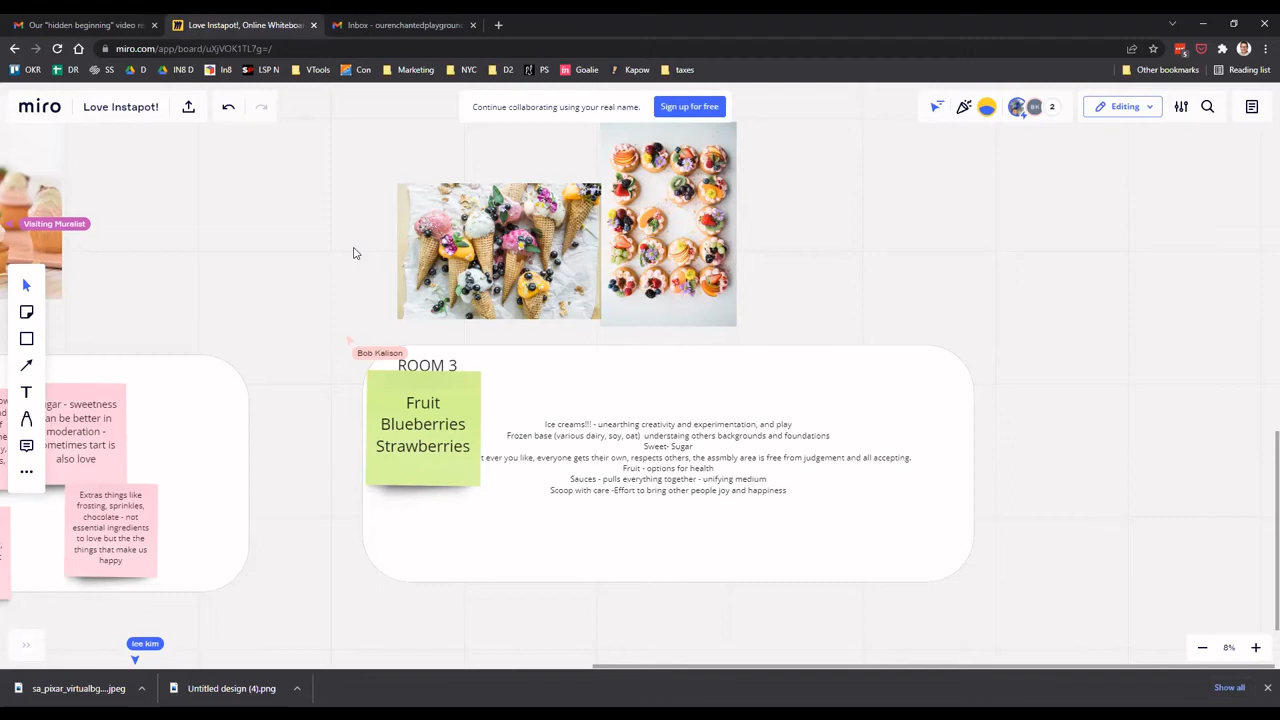 Our "hidden beginning" video re
Love Instapot!, Online Whiteboa
Inbox - ourenchantedplaygroun
miro.com/app/board/uXjVOK1TL7g=/
OKR
DR
SS
D
IN8 D
In8
LSP N
VTools
Con
Marketing
NYC
D2
PS
Goalie
Kapow
taxes
Other bookmarks
Reading list
miro
Love Instapot!
Continue collaborating using your real name.
Sign up for free
2
Editing
Visiting Muralist
Bob Kalison
ROOM 3
Fruit
Blueberries
Strawberries
Ice creams!!! - unearthing creativity and experimentation, and play
Frozen base (various dairy, soy, oat) understaing others backgrounds and foundations
Sweet- Sugar
t ever you like, everyone gets their own, respects others, the assmbly area is free from judgement and all accepting.
Fruit - options for health
Sauces - pulls everything together - unifying medium
Scoop with care -Effort to bring other people joy and happiness
gar - sweetness
can be better in
moderation -
ometimes tart is
also love
Extras things like
frosting, sprinkles,
chocolate - not
essential ingredients
to love but the the
things that make us
happy
lee kim
8%
sa_pixar_virtualbg....jpeg
Untitled design (4).png
Show all